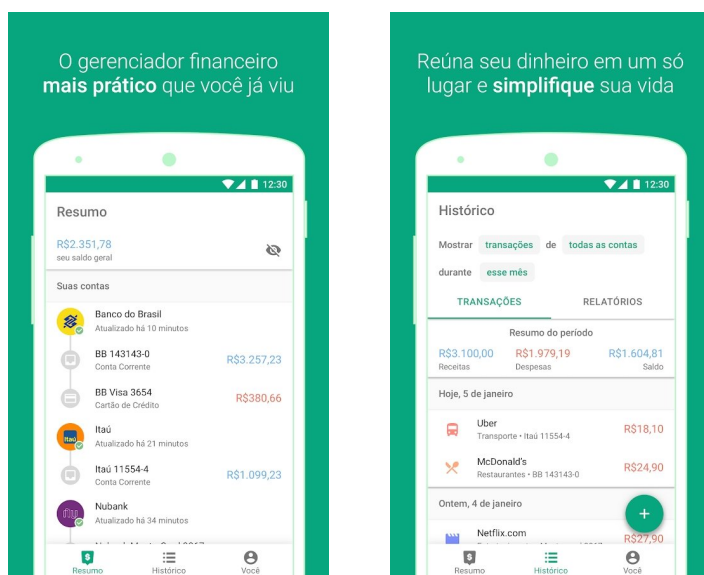 O gerenciador financeiro
mais prático que você já viu
12:30
Resumo
R$2.351,78
seu saldo geral
Suas contas
Banco do Brasil
Atualizado há 10 minutos
BB 143143-0
Conta Corrente
R$3.257,23
BB Visa 3654
Cartão de Crédito
R$380,66
Itaú
Itaú
Atualizado há 21 minutos
Itaú 11554-4
Conta Corrente
R$1.099,23
Nubank
Atualizado há 34 minutos
Resumo
Histórico
Você
Reúna seu dinheiro em um só
lugar e simplifique sua vida
12:30
Histórico
Mostrar transações de todas as contas
durante esse mês
TRANSAÇÕES RELATÓRIOS
Resumo do período
R$3.100,00 R$1.979,19 R$1.604,81
Receitas Despesas Saldo
Hoje, 5 de janeiro
Uber
Transporte • Itaú 11554-4
R$18,10
McDonald's
Restaurantes • BB 143143-0
R$24,90
Ontem, 4 de janeiro
+
Netflix.com
R$27,90
Resumo
Histórico
Você